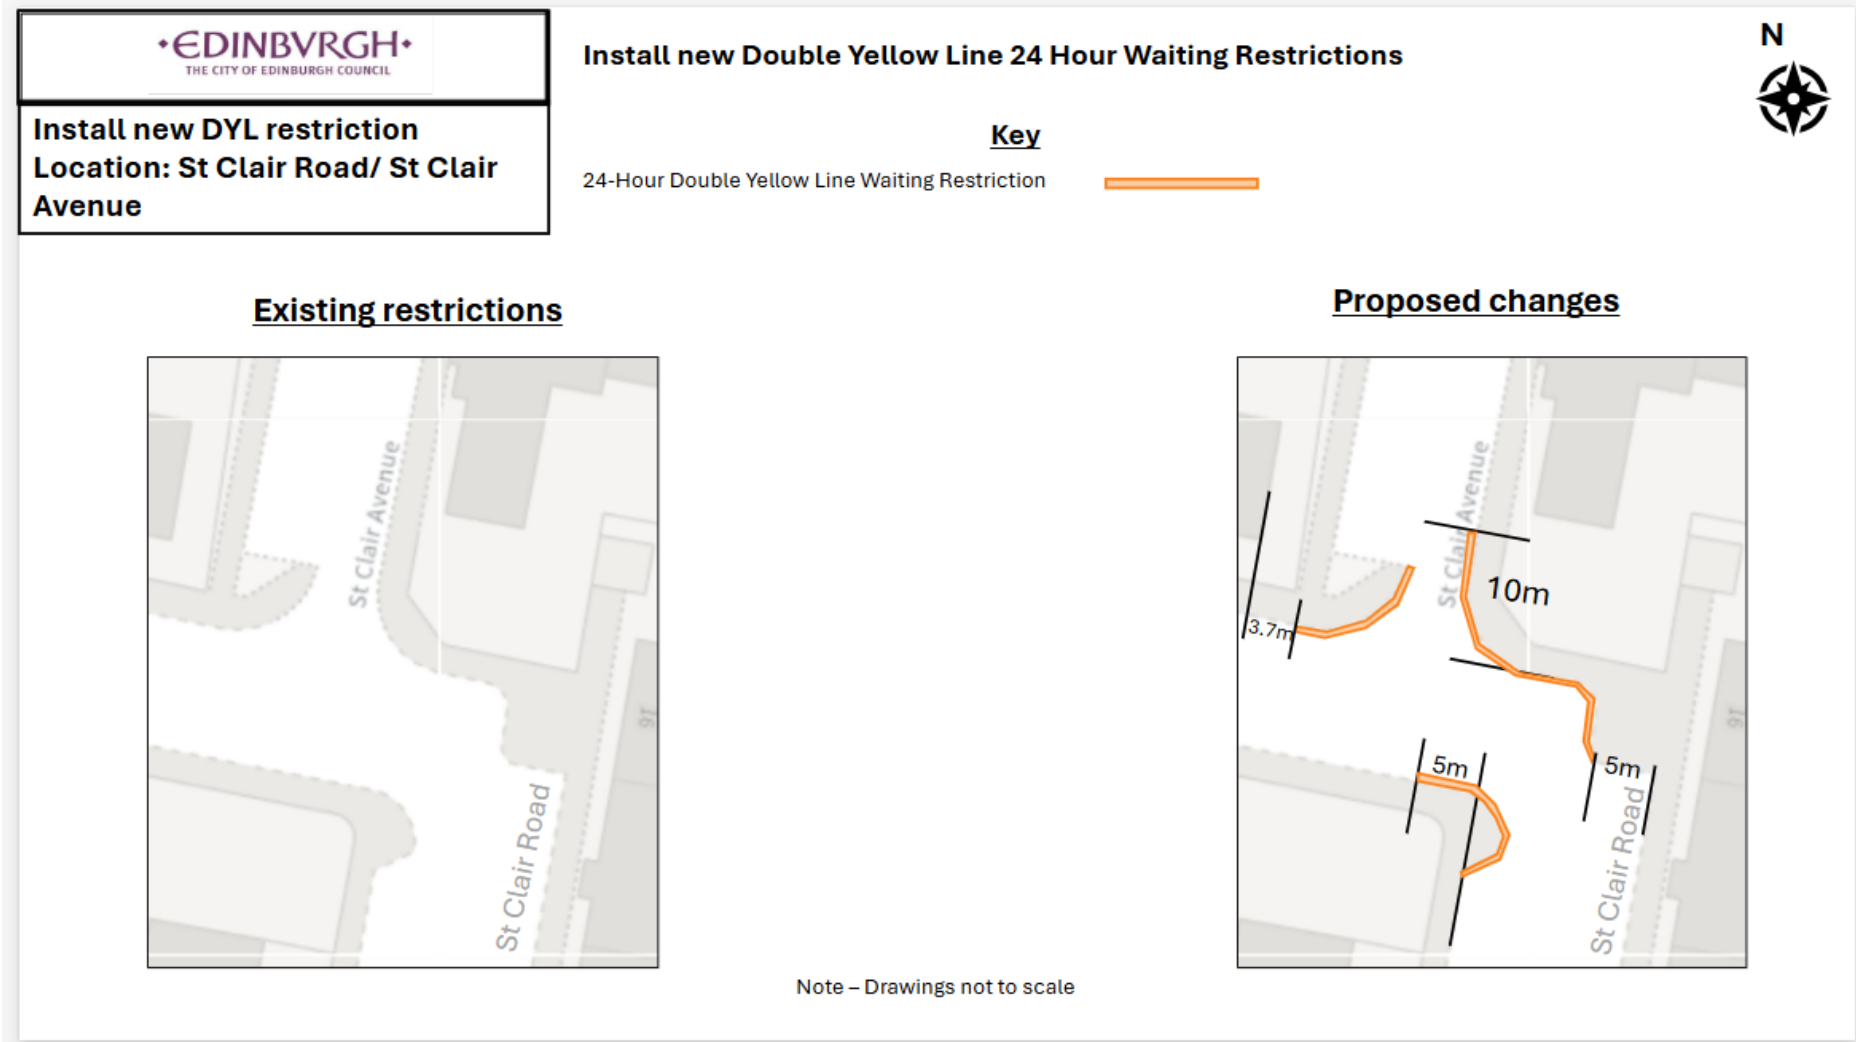 EDINBVRGH
THE CITY OF EDINBURGH COUNCIL
Install new DYL restriction
Location: St Clair Road/ St Clair
Avenue
Install new Double Yellow Line 24 Hour Waiting Restrictions
N
Key
24-Hour Double Yellow Line Waiting Restriction
Existing restrictions
St Clair Avenue
16
St Clair Road
Proposed changes
St Clair Avenue
10m
3.7m
16
5m
5m
St Clair Road
Note – Drawings not to scale